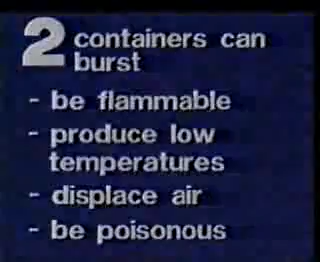 2 containers can
burst
- be flammable
- produce low
temperatures
- displace air
- be poisonous